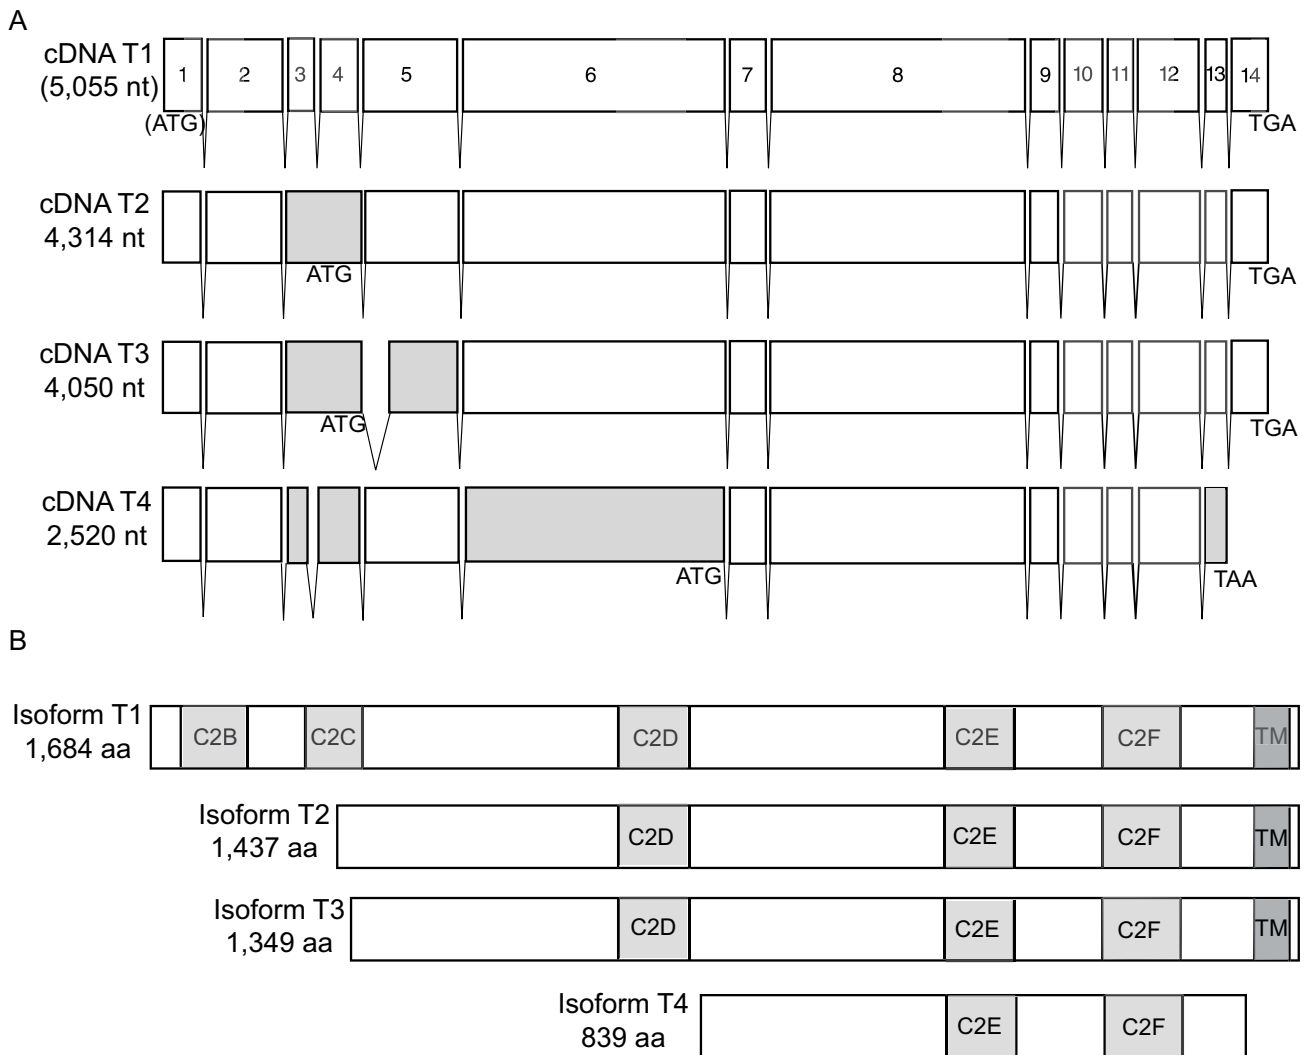 A
cDNA T1
(5,055 nt)
1 2 3 4 5 6 7 8 9 10 11 12 13 14
(ATG) TGA
cDNA T2
4,314 nt
ATG TGA
cDNA T3
4,050 nt
ATG TGA
cDNA T4
2,520 nt
ATG TAA
B
Isoform T1
1,684 aa
C2B C2C C2D C2E C2F TM
Isoform T2
1,437 aa
C2D C2E C2F TM
Isoform T3
1,349 aa
C2D C2E C2F TM
Isoform T4
839 aa
C2E C2F